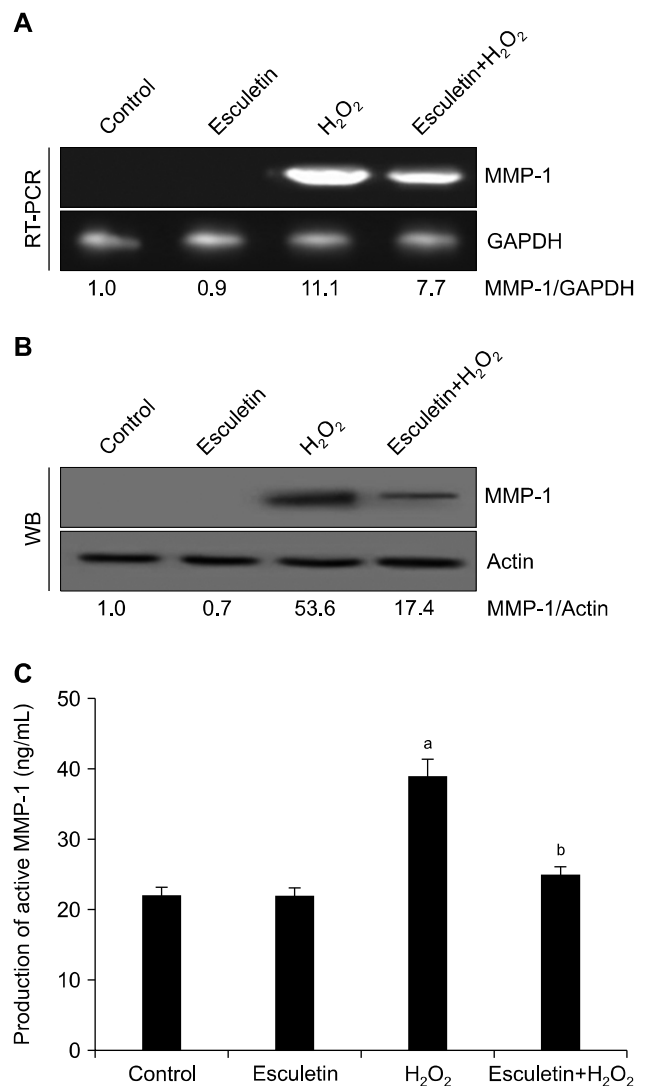 A
Control
Esculetin
H₂O₂
Esculetin+H₂O₂
RT-PCR
MMP-1
GAPDH
1.0 0.9 11.1 7.7 MMP-1/GAPDH
B
Control
Esculetin
H₂O₂
Esculetin+H₂O₂
WB
MMP-1
Actin
1.0 0.7 53.6 17.4 MMP-1/Actin
C
Production of active MMP-1 (ng/mL)
50
40
30
20
10
0
a
b
Control Esculetin H₂O₂ Esculetin+H₂O₂